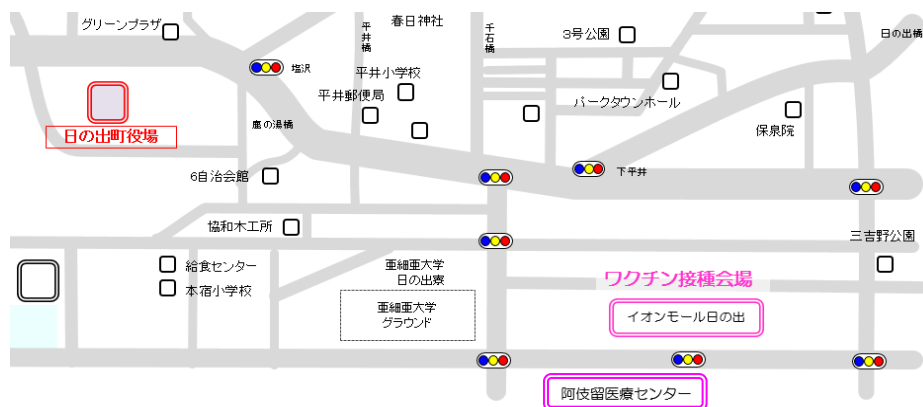 グリーンプラザ
平井橋
春日神社
千石橋
3号公園
日の出橋
塩沢
平井小学校
平井郵便局
パークタウンホール
日の出町役場
鹿の湯橋
保泉院
6自治会館
下平井
協和木工所
三吉野公園
給食センター
本宿小学校
亜細亜大学
日の出寮
亜細亜大学
グラウンド
ワクチン接種会場
イオンモール日の出
阿伎留医療センター